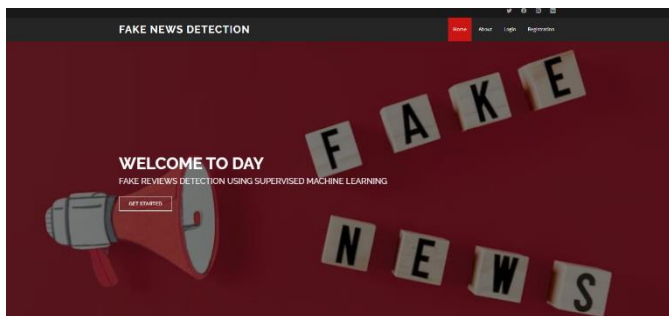 FAKE NEWS DETECTION
Home About Login Registration
FAKE
WELCOME TO DAY
FAKE REVIEWS DETECTION USING SUPERVISED MACHINE LEARNING
GET STARTED
NEWS